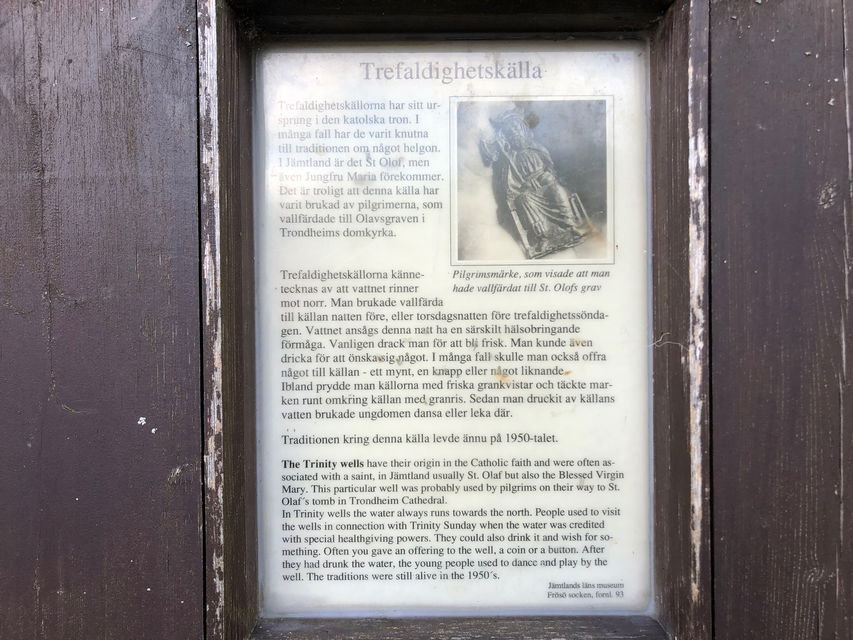 Trefaldighetskälla
Trefaldighetskällorna har sitt ur-
sprung i den katolska tron. I
många fall har de varit knutna
till traditionen om något helgon.
I Jämtland är det St Olof, men
även Jungfru Maria förekommer.
Det är troligt att denna källa har
varit brukad av pilgrimerna, som
vallfärdade till Olavsgraven i
Trondheims domkyrka.
Pilgrimsmärke, som visade att man
hade vallfärdat till St. Olofs grav
Trefaldighetskällorna känne-
tecknas av att vattnet rinner
mot norr. Man brukade vallfärda
till källan natten före, eller torsdagsnatten före trefaldighetssönda-
gen. Vattnet ansågs denna natt ha en särskilt hälsobringande
förmåga. Vanligen drack man för att bli frisk. Man kunde även
dricka för att önska sig något. I många fall skulle man också offra
något till källan - ett mynt, en knapp eller något liknande.
Ibland prydde man källorna med friska grankvistar och täckte mar-
ken runt omkring källan med granris. Sedan man druckit av källans
vatten brukade ungdomen dansa eller leka där.
Traditionen kring denna källa levde ännu på 1950-talet.
The Trinity wells have their origin in the Catholic faith and were often as-
sociated with a saint, in Jämtland usually St. Olaf but also the Blessed Virgin
Mary. This particular well was probably used by pilgrims on their way to St.
Olaf´s tomb in Trondheim Cathedral.
In Trinity wells the water always runs towards the north. People used to visit
the wells in connection with Trinity Sunday when the water was credited
with special healthgiving powers. They could also drink it and wish for so-
mething. Often you gave an offering to the well, a coin or a button. After
they had drunk the water, the young people used to dance and play by the
well. The traditions were still alive in the 1950´s.
Jämtlands läns museum
Frösö socken, fornl. 93